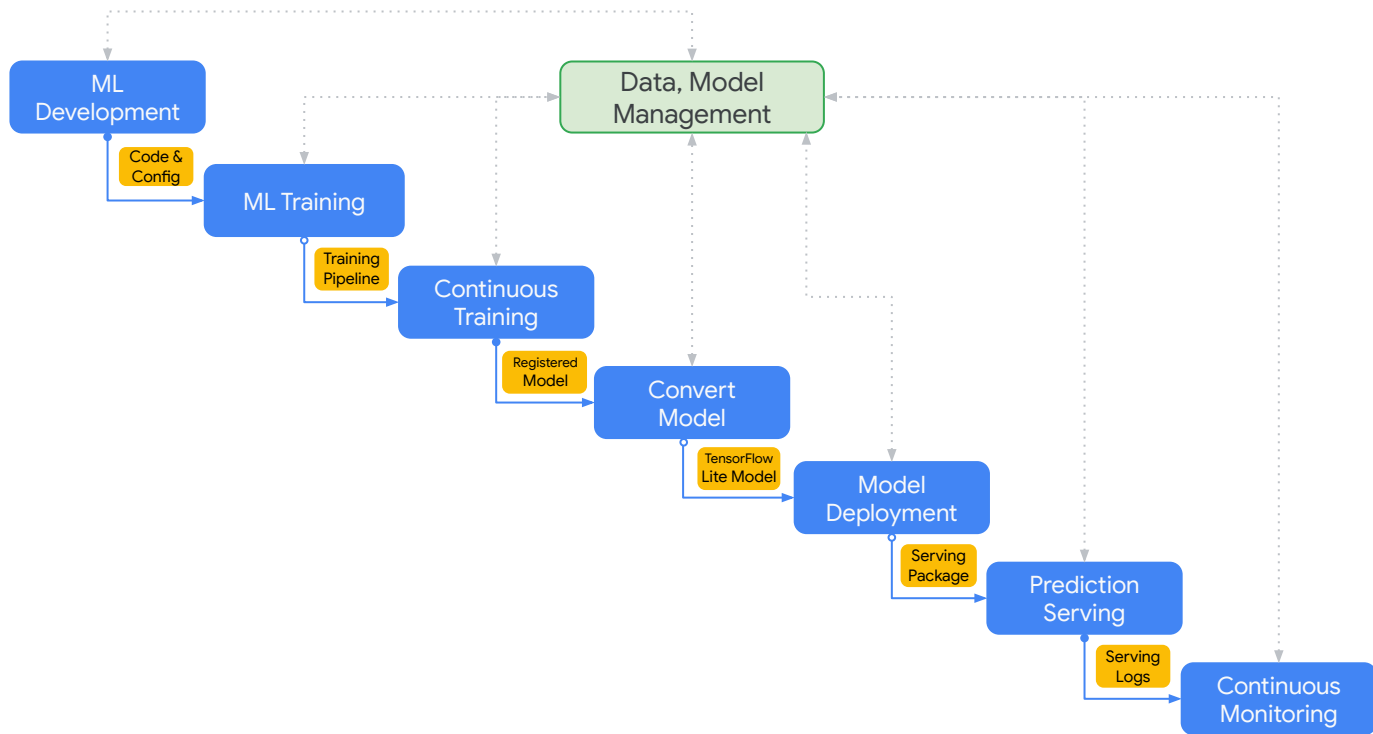 ML
Development
Data, Model
Management
Code &
Config
ML Training
Training
Pipeline
Continuous
Training
Registered
Model
Convert
Model
TensorFlow
Lite Model
Model
Deployment
Serving
Package
Prediction
Serving
Serving
Logs
Continuous
Monitoring